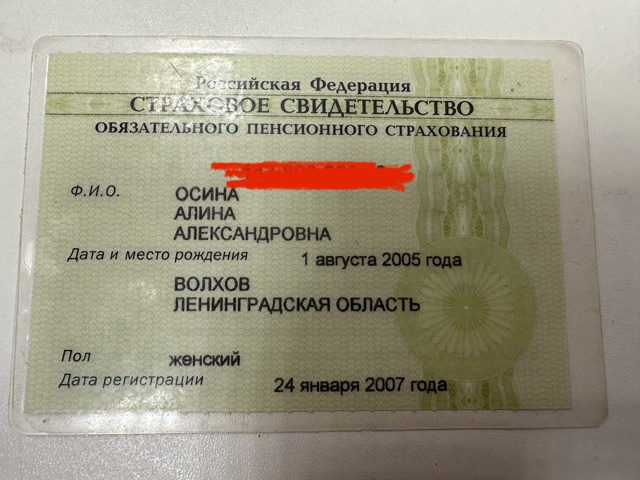 Российская Федерация
СТРАХОВОЕ СВИДЕТЕЛЬСТВО
ОБЯЗАТЕЛЬНОГО ПЕНСИОННОГО СТРАХОВАНИЯ
Ф.И.О. ОСИНА
АЛИНА
АЛЕКСАНДРОВНА
Дата и место рождения 1 августа 2005 года
ВОЛХОВ
ЛЕНИНГРАДСКАЯ ОБЛАСТЬ
Пол женский
Дата регистрации 24 января 2007 года